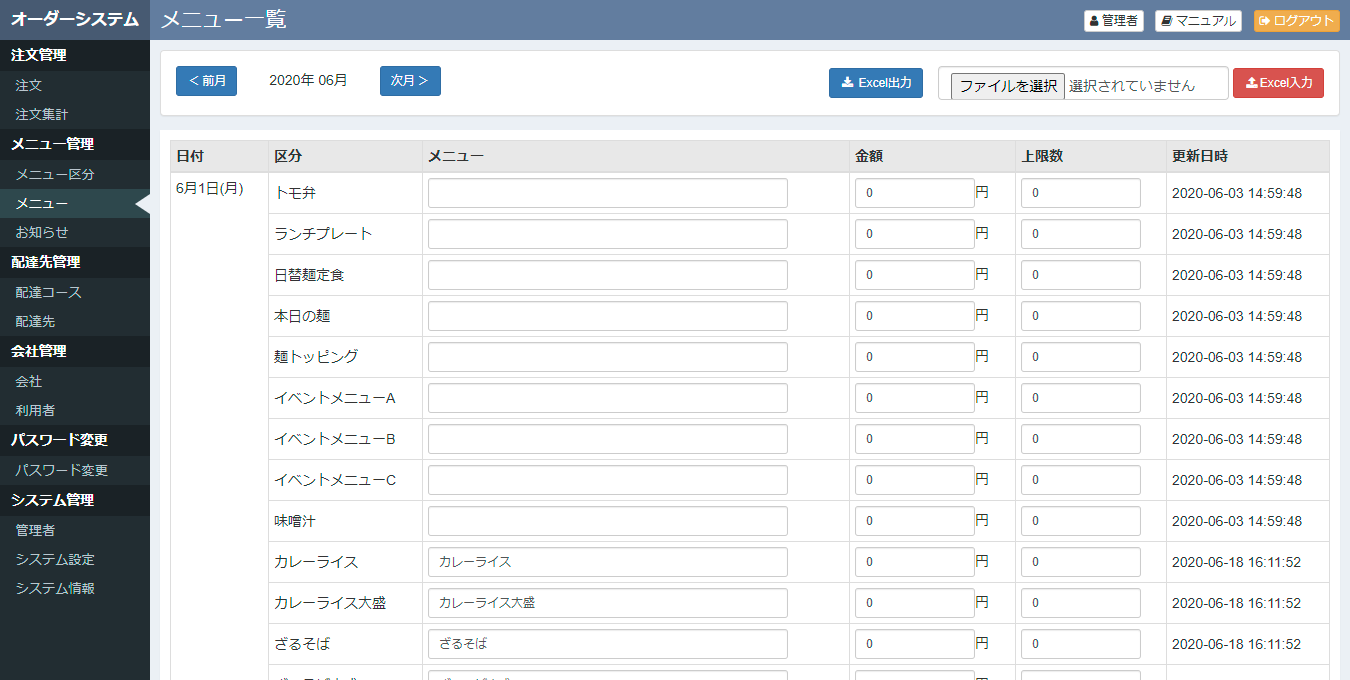 オーダーシステム
メニュー一覧
管理者
マニュアル
ログアウト
注文管理
注文
注文集計
メニュー管理
メニュー区分
メニュー
お知らせ
配達先管理
配達コース
配達先
会社管理
会社
利用者
パスワード変更
パスワード変更
システム管理
管理者
システム設定
システム情報
＜前月 2020年 06月 次月＞ Excel出力 ファイルを選択 選択されていません Excel入力
日付 区分 メニュー 金額 上限数 更新日時
6月1日(月) トモ弁 0 円 0 2020-06-03 14:59:48
ランチプレート 0 円 0 2020-06-03 14:59:48
日替麺定食 0 円 0 2020-06-03 14:59:48
本日の麺 0 円 0 2020-06-03 14:59:48
麺トッピング 0 円 0 2020-06-03 14:59:48
イベントメニューA 0 円 0 2020-06-03 14:59:48
イベントメニューB 0 円 0 2020-06-03 14:59:48
イベントメニューC 0 円 0 2020-06-03 14:59:48
味噌汁 0 円 0 2020-06-03 14:59:48
カレーライス カレーライス 0 円 0 2020-06-18 16:11:52
カレーライス大盛 カレーライス大盛 0 円 0 2020-06-18 16:11:52
ざるそば ざるそば 0 円 0 2020-06-18 16:11:52